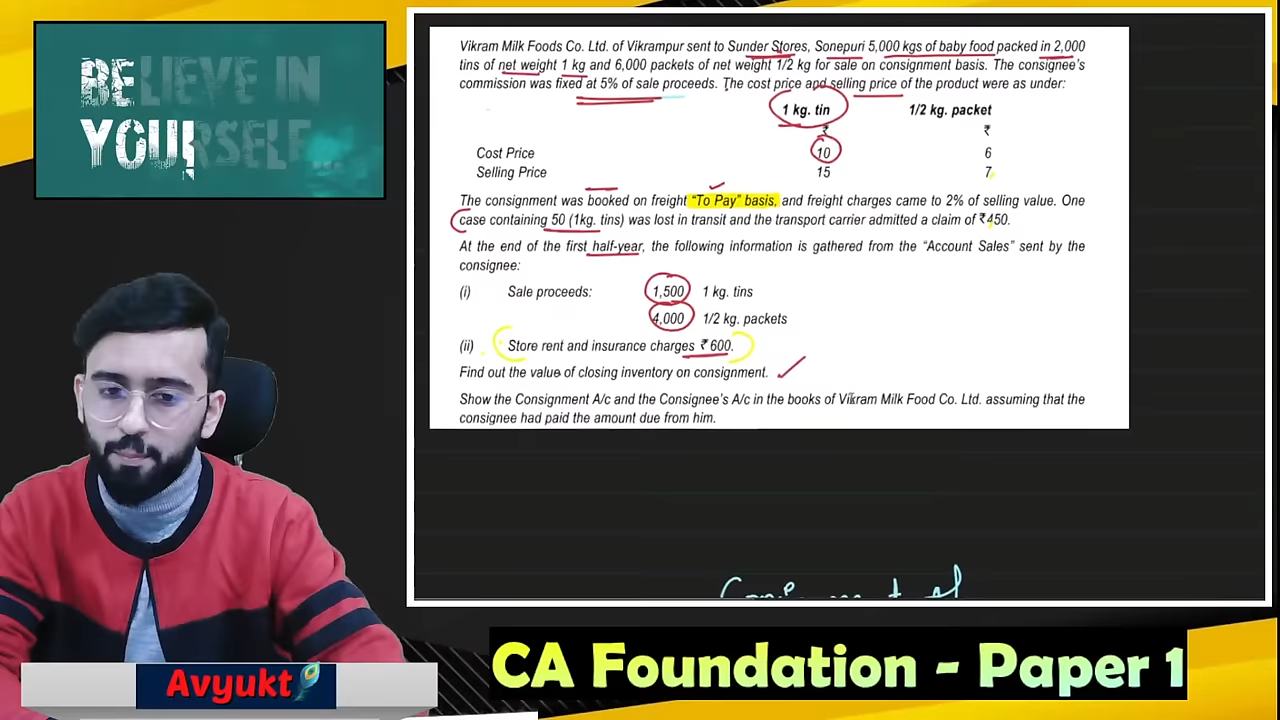 BELIEVE IN
YOURSELF...
Vikram Milk Foods Co. Ltd. of Vikrampur sent to Sunder Stores, Sonepuri 5,000 kgs of baby food packed in 2,000
tins of net weight 1 kg and 6,000 packets of net weight 1/2 kg for sale on consignment basis. The consignee's
commission was fixed at 5% of sale proceeds. The cost price and selling price of the product were as under:
1 kg. tin 1/2 kg. packet
₹ ₹
Cost Price 10 6
Selling Price 15 7
The consignment was booked on freight "To Pay" basis, and freight charges came to 2% of selling value. One
case containing 50 (1kg. tins) was lost in transit and the transport carrier admitted a claim of ₹ 450.
At the end of the first half-year, the following information is gathered from the "Account Sales" sent by the
consignee:
(i) Sale proceeds: 1,500 1 kg. tins
4,000 1/2 kg. packets
(ii) Store rent and insurance charges ₹ 600.
Find out the value of closing inventory on consignment.
Show the Consignment A/c and the Consignee's A/c in the books of Vikram Milk Food Co. Ltd. assuming that the
consignee had paid the amount due from him.
CA Foundation - Paper 1
Avyukt